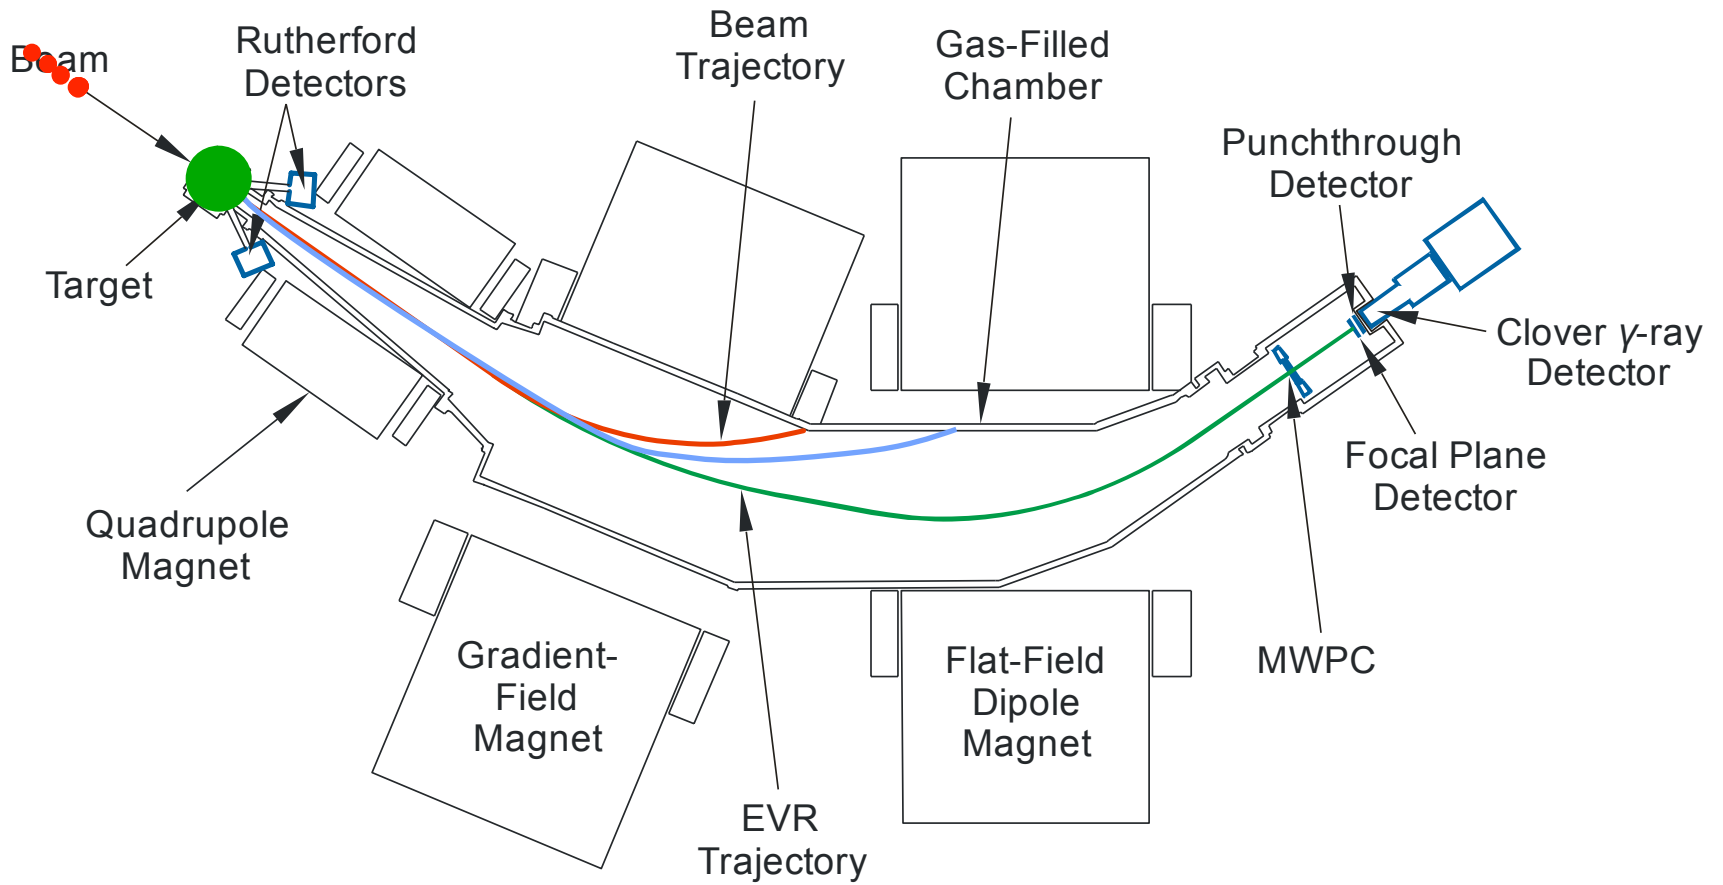 Beam
Rutherford
Detectors
Beam
Trajectory
Gas-Filled
Chamber
Punchthrough
Detector
Target
Clover γ-ray
Detector
Focal Plane
Detector
Quadrupole
Magnet
Gradient-
Field
Magnet
Flat-Field
Dipole
Magnet
MWPC
EVR
Trajectory